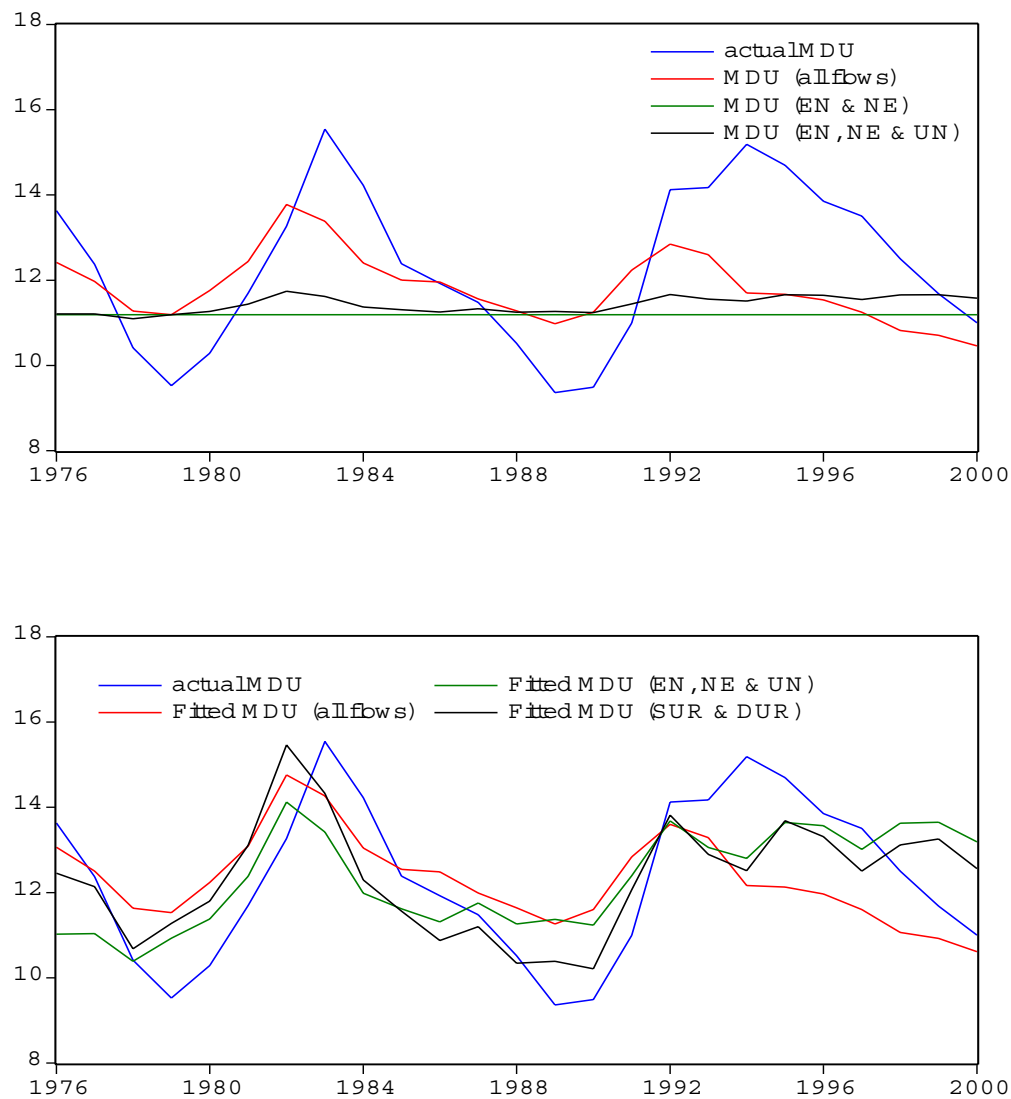 18
16
14
12
10
8
actual MDU
MDU (all flows)
MDU (EN & NE)
MDU (EN, NE & UN)
1976 1980 1984 1988 1992 1996 2000
18
16
14
12
10
8
actual MDU Fitted MDU (EN, NE & UN)
Fitted MDU (all flows) Fitted MDU (SUR & DUR)
1976 1980 1984 1988 1992 1996 2000